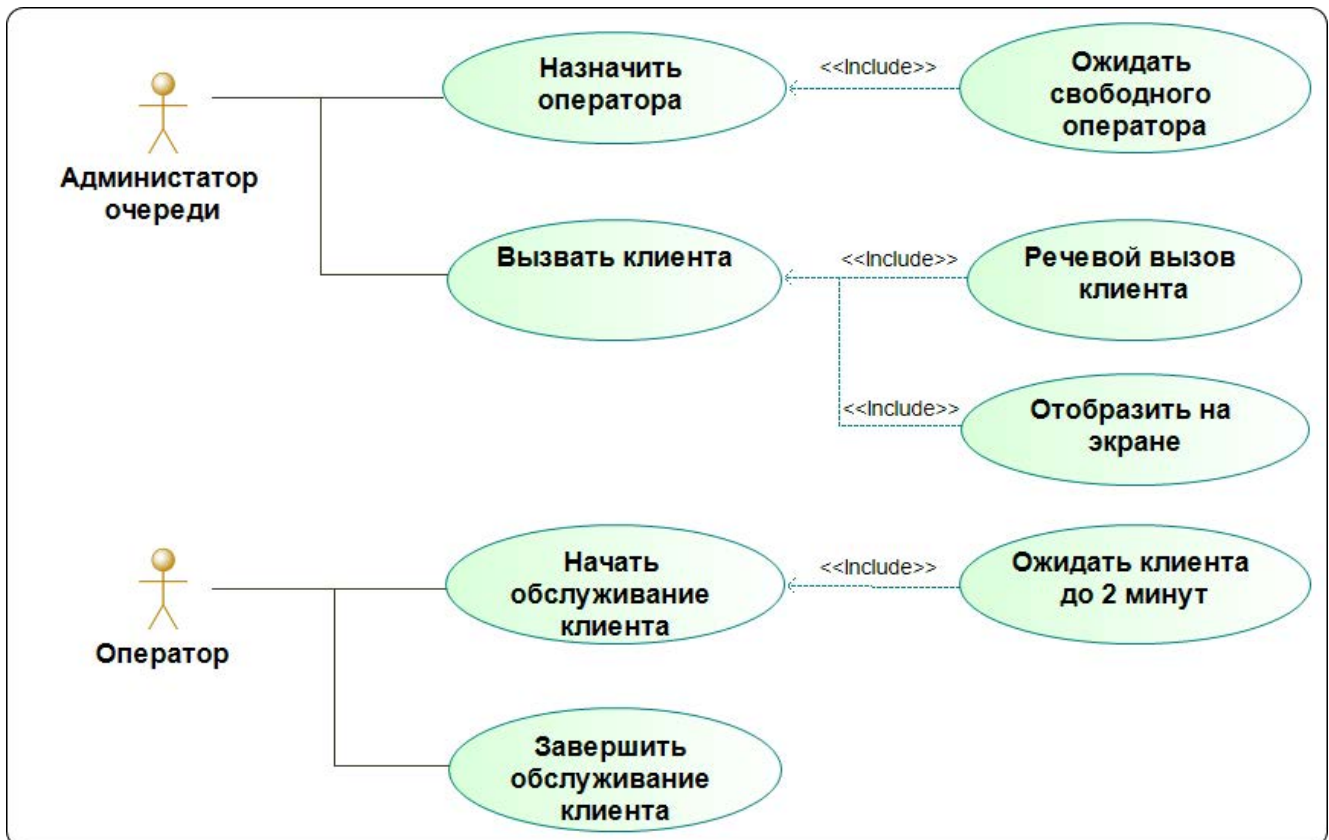 Назначить
оператора
<<Include>>
Ожидать
свободного
оператора
Администатор
очереди
Вызвать клиента
<<Include>>
Речевой вызов
клиента
<<Include>>
Отобразить на
экране
Оператор
Начать
обслуживание
клиента
<<Include>>
Ожидать клиента
до 2 минут
Завершить
обслуживание
клиента